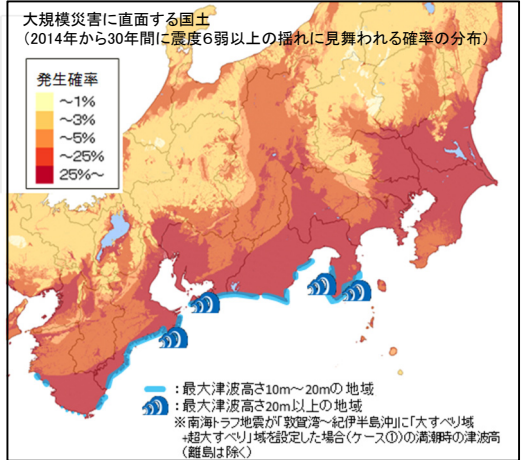 大規模災害に直面する国土
(2014年から30年間に震度6弱以上の揺れに見舞われる確率の分布)
発生確率
～1%
～3%
～5%
～25%
25%～
:最大津波高さ10m～20mの地域
:最大津波高さ20m以上の地域
※南海トラフ地震が「敦賀湾～紀伊半島沖」に「大すべり域
+超大すべり」域を設定した場合(ケース①)の満潮時の津波高
(離島は除く)